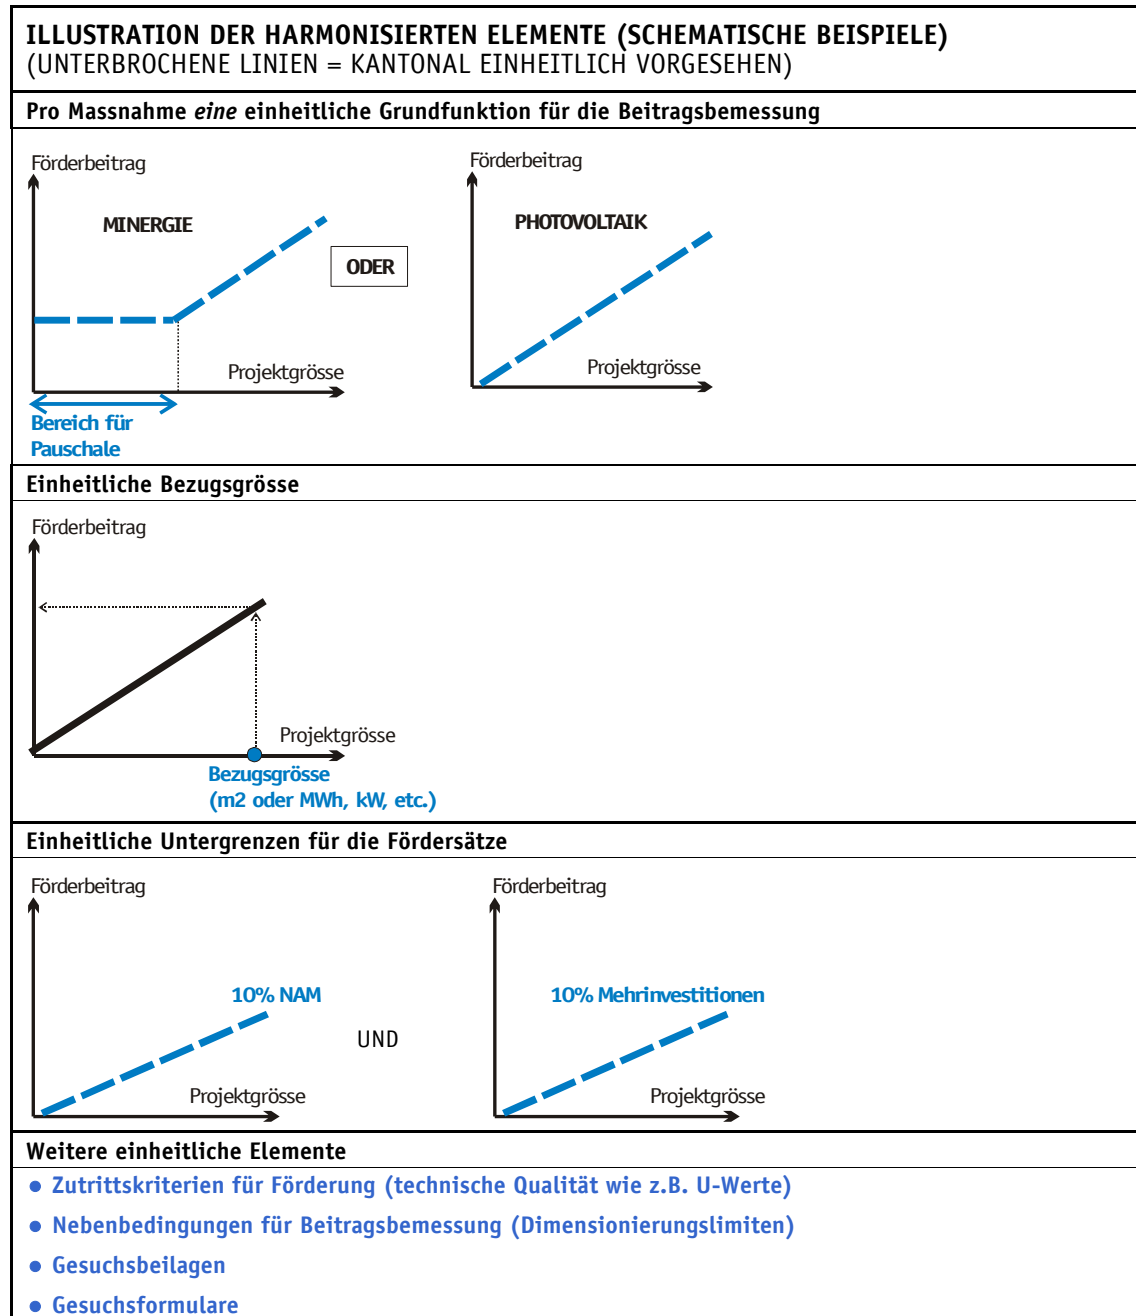 ILLUSTRATION DER HARMONISIERTEN ELEMENTE (SCHEMATISCHE BEISPIELE)
(UNTERBROCHENE LINIEN = KANTONAL EINHEITLICH VORGESEHEN)
Pro Massnahme eine einheitliche Grundfunktion für die Beitragsbemessung
Förderbeitrag
MINERGIE
Projektgrösse
Bereich für
Pauschale
ODER
Förderbeitrag
PHOTOVOLTAIK
Projektgrösse
Einheitliche Bezugsgrösse
Förderbeitrag
Projektgrösse
Bezugsgrösse
(m2 oder MWh, kW, etc.)
Einheitliche Untergrenzen für die Fördersätze
Förderbeitrag
10% NAM
Projektgrösse
UND
Förderbeitrag
10% Mehrinvestitionen
Projektgrösse
Weitere einheitliche Elemente
• Zutrittskriterien für Förderung (technische Qualität wie z.B. U-Werte)
• Nebenbedingungen für Beitragsbemessung (Dimensionierungslimiten)
• Gesuchsbeilagen
• Gesuchsformulare